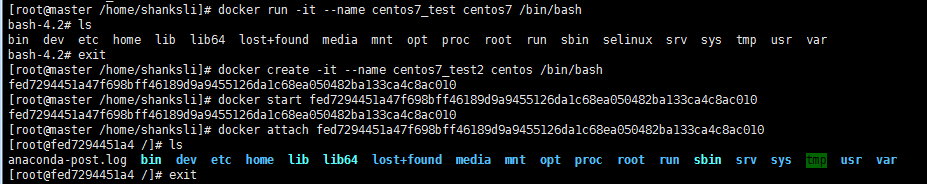 [root@master /home/shanksli]# docker run -it --name centos7_test centos7 /bin/bash
bash-4.2# ls
bin dev etc home lib lib64 lost+found media mnt opt proc root run sbin selinux srv sys tmp usr var
bash-4.2# exit
[root@master /home/shanksli]# docker create -it --name centos7_test2 centos /bin/bash
fed7294451a47f698bff46189d9a9455126da1c68ea050482ba133ca4c8ac010
[root@master /home/shanksli]# docker start fed7294451a47f698bff46189d9a9455126da1c68ea050482ba133ca4c8ac010
fed7294451a47f698bff46189d9a9455126da1c68ea050482ba133ca4c8ac010
[root@master /home/shanksli]# docker attach fed7294451a47f698bff46189d9a9455126da1c68ea050482ba133ca4c8ac010
[root@fed7294451a4 /]# ls
anaconda-post.log bin dev etc home lib lib64 lost+found media mnt opt proc root run sbin srv sys tmp usr var
[root@fed7294451a4 /]# exit